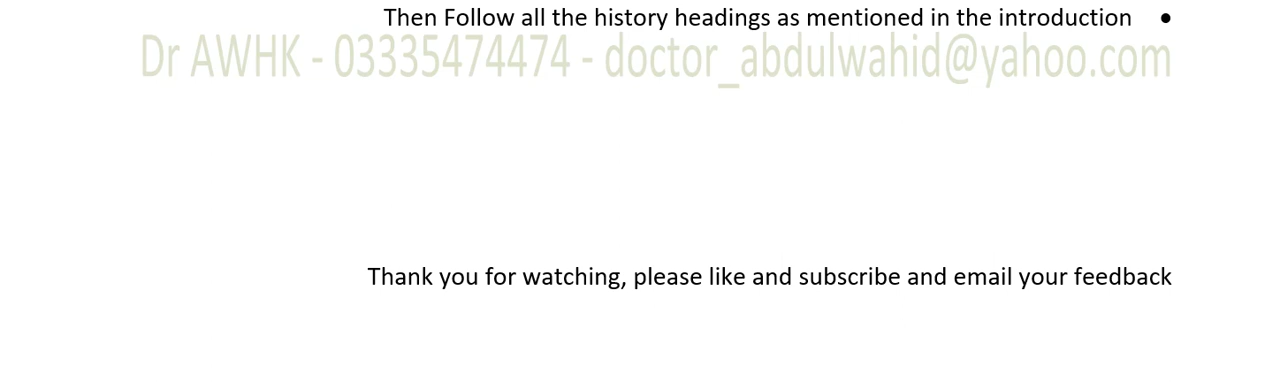 Then Follow all the history headings as mentioned in the introduction •
Dr AWHK - 03335474474 - doctor_abdulwahid@yahoo.com
Thank you for watching, please like and subscribe and email your feedback